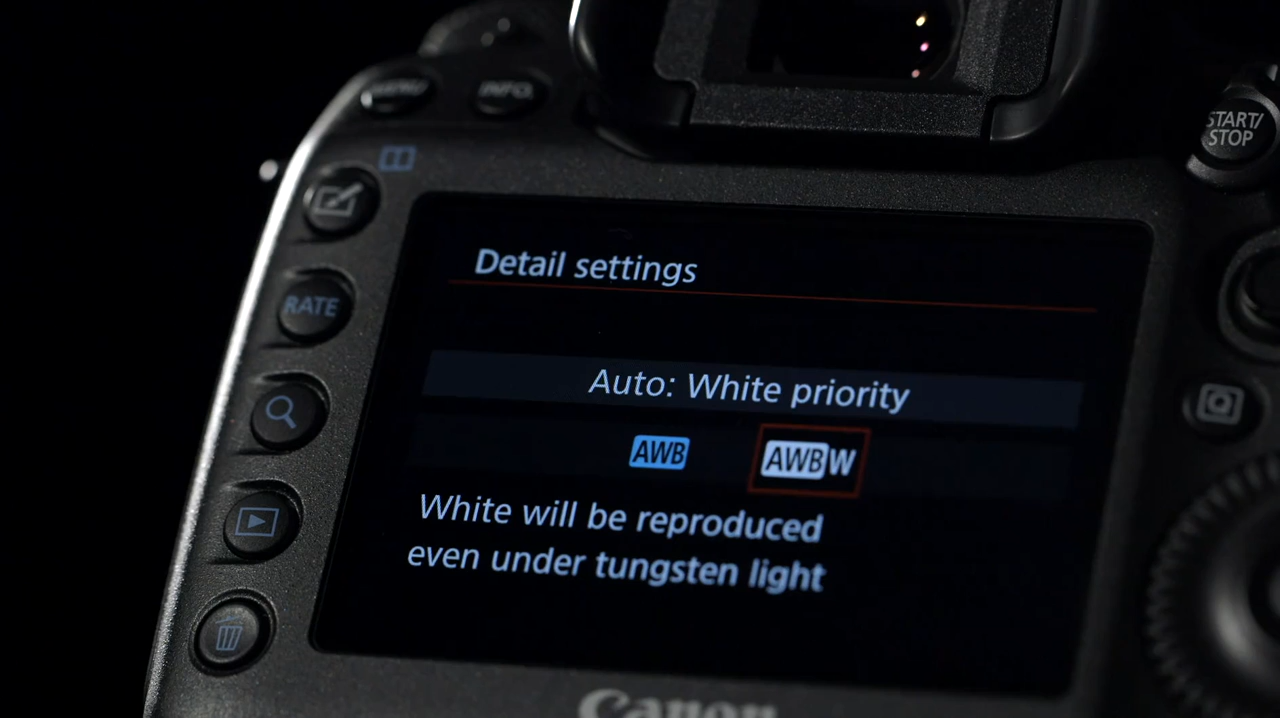 MENU
INFO.
START/
STOP
RATE
Detail settings
Auto: White priority
AWB
AWBW
White will be reproduced
even under tungsten light
Canon